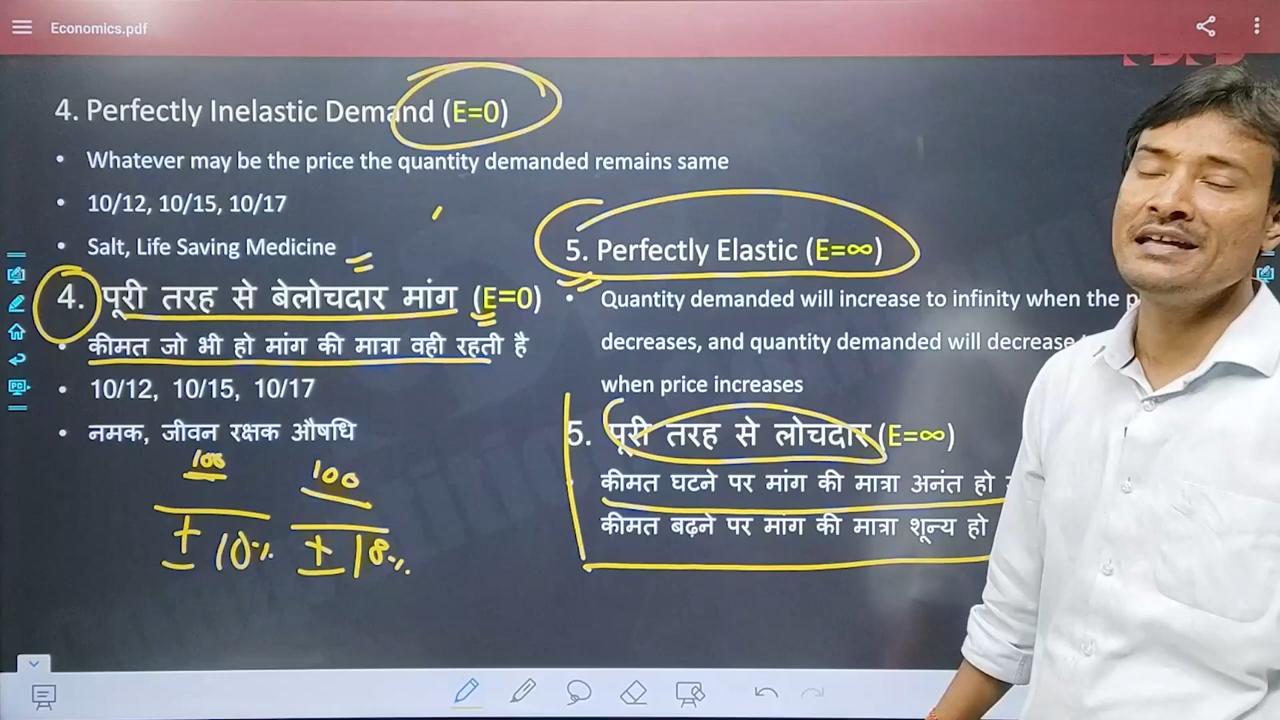 Economics.pdf
4. Perfectly Inelastic Demand (E=0)
• Whatever may be the price the quantity demanded remains same
• 10/12, 10/15, 10/17
• Salt, Life Saving Medicine
4. पूरी तरह से बेलोचदार मांग (E=0)
• कीमत जो भी हो मांग की मात्रा वही रहती है
• 10/12, 10/15, 10/17
• नमक, जीवन रक्षक औषधि
100
± 10%
100
± 18%
5. Perfectly Elastic (E=∞)
• Quantity demanded will increase to infinity when the
decreases, and quantity demanded will decrease
when price increases
5. पूरी तरह से लोचदार (E=∞)
कीमत घटने पर मांग की मात्रा अनंत हो
कीमत बढ़ने पर मांग की मात्रा शून्य हो